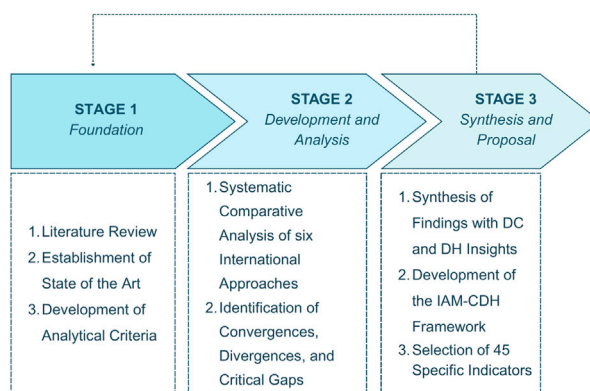 STAGE 1
Foundation
STAGE 2
Development and
Analysis
STAGE 3
Synthesis and
Proposal
1. Literature Review
2. Establishment of
State of the Art
3. Development of
Analytical Criteria
1. Systematic
Comparative
Analysis of six
International
Approaches
2. Identification of
Convergences,
Divergences, and
Critical Gaps
1. Synthesis of
Findings with DC
and DH Insights
2. Development of
the IAM-CDH
Framework
3. Selection of 45
Specific Indicators